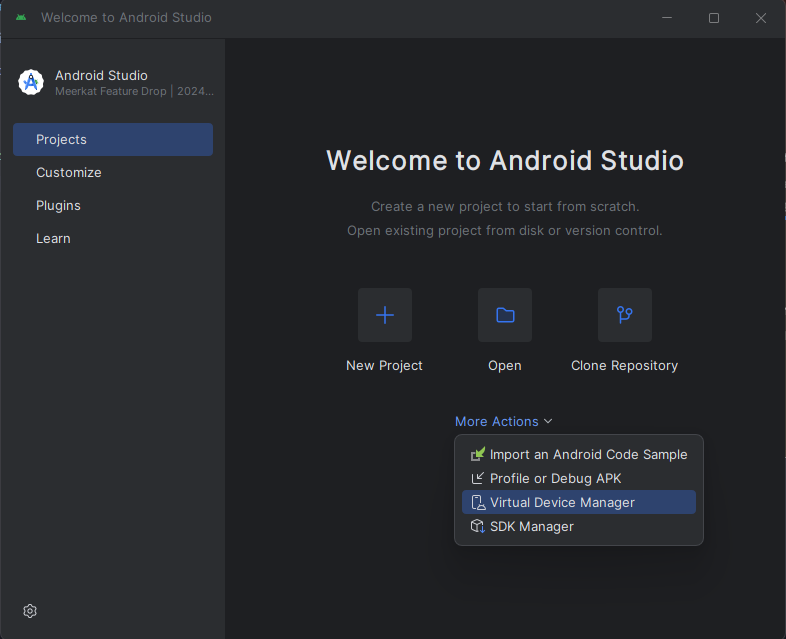 Welcome to Android Studio
Android Studio
Meerkat Feature Drop | 2024...
Projects
Customize
Plugins
Learn
Welcome to Android Studio
Create a new project to start from scratch.
Open existing project from disk or version control.
New Project
Open
Clone Repository
More Actions
Import an Android Code Sample
Profile or Debug APK
Virtual Device Manager
SDK Manager